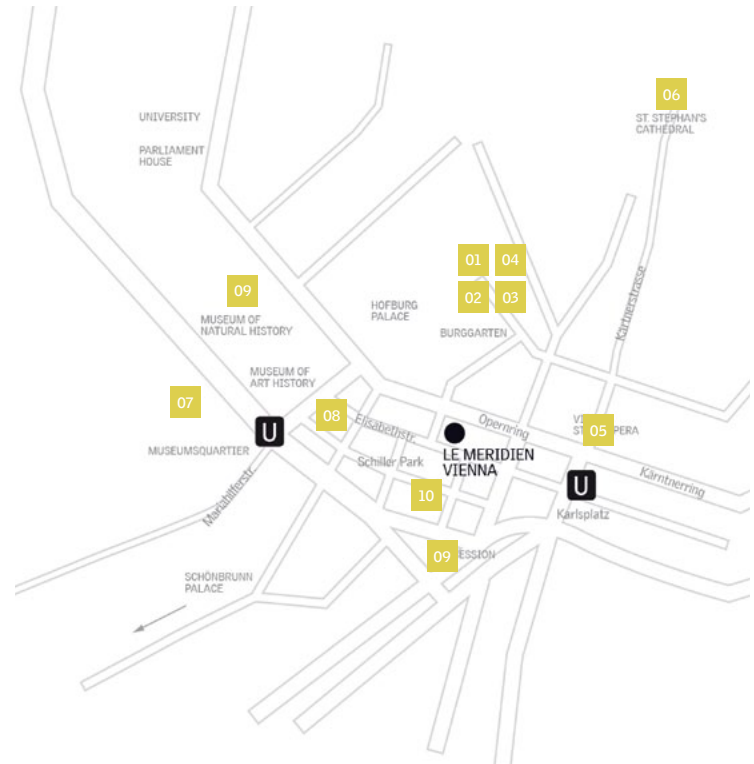 06
ST. STEPHAN'S
CATHEDRAL
UNIVERSITY
PARLIAMENT
HOUSE
01
04
02
03
09
HOFBURG
PALACE
MUSEUM OF
NATURAL HISTORY
BURGGARTEN
Kärtnerstrasse
MUSEUM OF
ART HISTORY
07
08
U
MUSEUMSQUARTIER
Elisabethstr.
Opernring
05
LE MERIDIEN
VIENNA
Schiller Park
Kärntnerring
U
10
Karlsplatz
Mariahilferstr.
09
SCHÖNBRUNN
PALACE